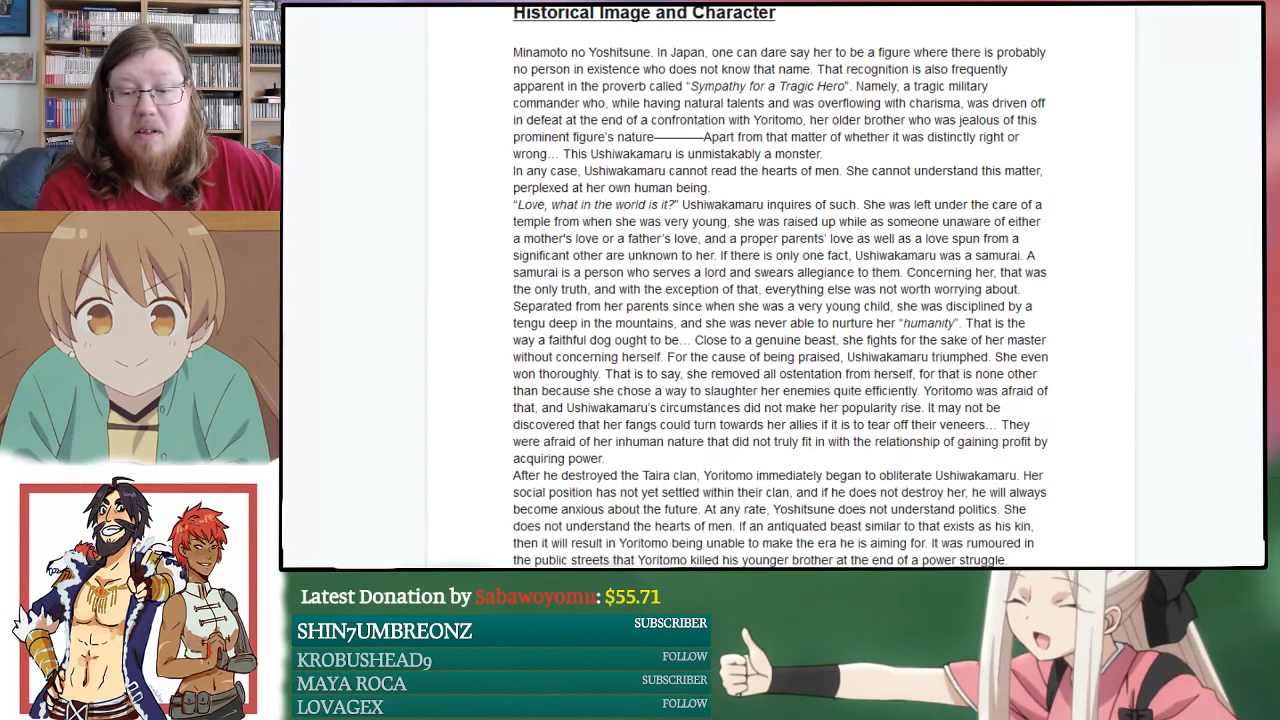 Historical Image and Character
Minamoto no Yoshitsune. In Japan, one can dare say her to be a figure where there is probably
no person in existence who does not know that name. That recognition is also frequently
apparent in the proverb called “Sympathy for a Tragic Hero”. Namely, a tragic military
commander who, while having natural talents and was overflowing with charisma, was driven off
in defeat at the end of a confrontation with Yoritomo, her older brother who was jealous of this
prominent figure’s nature————Apart from that matter of whether it was distinctly right or
wrong… This Ushiwakamaru is unmistakably a monster.
In any case, Ushiwakamaru cannot read the hearts of men. She cannot understand this matter,
perplexed at her own human being.
“Love, what in the world is it?” Ushiwakamaru inquires of such. She was left under the care of a
temple from when she was very young, she was raised up while as someone unaware of either
a mother's love or a father’s love, and a proper parents’ love as well as a love spun from a
significant other are unknown to her. If there is only one fact, Ushiwakamaru was a samurai. A
samurai is a person who serves a lord and swears allegiance to them. Concerning her, that was
the only truth, and with the exception of that, everything else was not worth worrying about.
Separated from her parents since when she was a very young child, she was disciplined by a
tengu deep in the mountains, and she was never able to nurture her “humanity”. That is the
way a faithful dog ought to be… Close to a genuine beast, she fights for the sake of her master
without concerning herself. For the cause of being praised, Ushiwakamaru triumphed. She even
won thoroughly. That is to say, she removed all ostentation from herself, for that is none other
than because she chose a way to slaughter her enemies quite efficiently. Yoritomo was afraid of
that, and Ushiwakamaru’s circumstances did not make her popularity rise. It may not be
discovered that her fangs could turn towards her allies if it is to tear off their veneers… They
were afraid of her inhuman nature that did not truly fit in with the relationship of gaining profit by
acquiring power.
After he destroyed the Taira clan, Yoritomo immediately began to obliterate Ushiwakamaru. Her
social position has not yet settled within their clan, and if he does not destroy her, he will always
become anxious about the future. At any rate, Yoshitsune does not understand politics. She
does not understand the hearts of men. If an antiquated beast similar to that exists as his kin,
then it will result in Yoritomo being unable to make the era he is aiming for. It was rumoured in
the public streets that Yoritomo killed his younger brother at the end of a power struggle.
Latest Donation by Sabawoyomu: $55.71
SHIN7UMBREONZ SUBSCRIBER
KROBUSHEAD9 FOLLOW
MAYA ROCA SUBSCRIBER
LOVAGEX FOLLOW